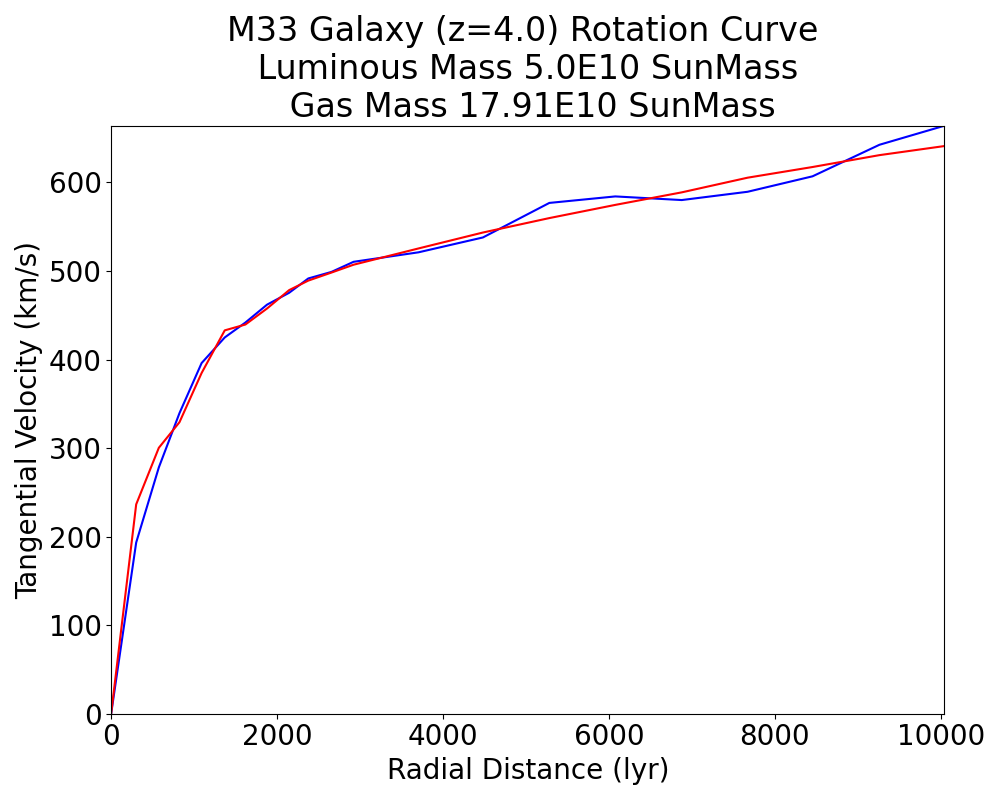 M33 Galaxy (z=4.0) Rotation Curve
Luminous Mass 5.0E10 SunMass
Gas Mass 17.91E10 SunMass
600
500
400
300
200
100
0
Tangential Velocity (km/s)
0 2000 4000 6000 8000 10000
Radial Distance (lyr)